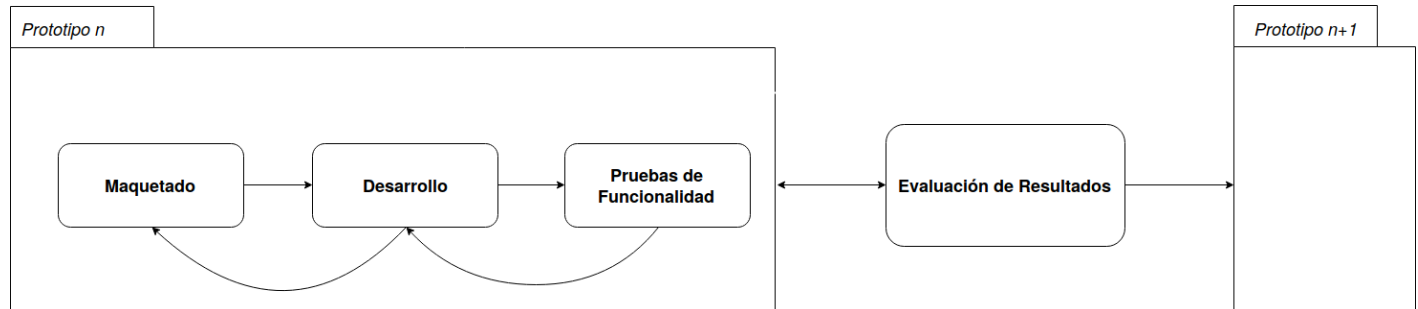 Prototipo n
Prototipo n+1
Maquetado
Desarrollo
Pruebas de
Funcionalidad
Evaluación de Resultados